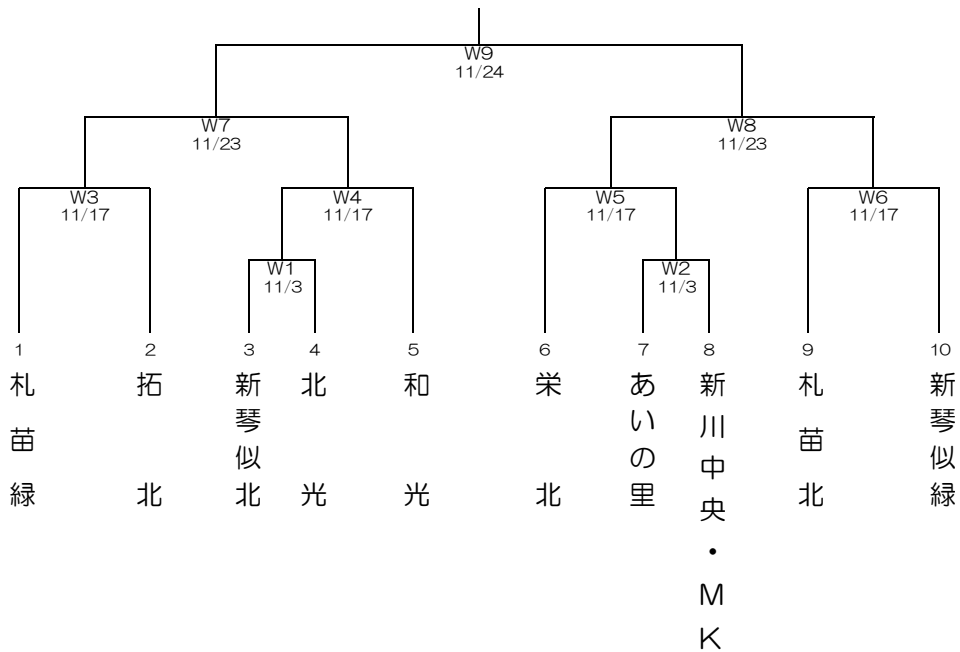 W9
11/24
W7
11/23
W8
11/23
W3
11/17
W4
11/17
W5
11/17
W6
11/17
W1
11/3
W2
11/3
1
2
3
4
5
6
7
8
9
10
札苗緑
拓北
新琴似北
北光
和光
栄北
あいの里
新川中央・MK
札苗北
新琴似緑